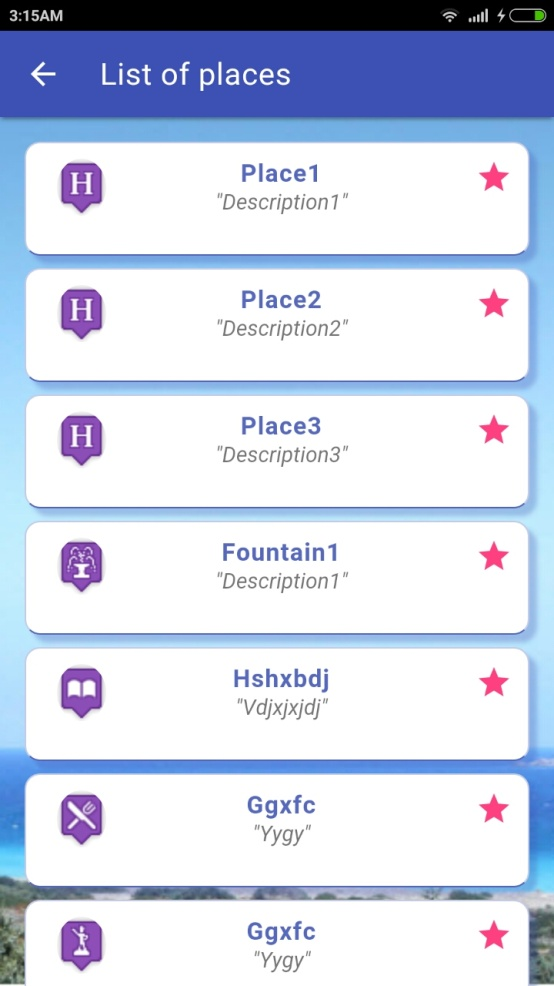 3:15AM
List of places
H
Place1
"Description1"
H
Place2
"Description2"
H
Place3
"Description3"
Fountain1
"Description1"
Hshxbdj
"Vdjxjxjdj"
Ggxfc
"Yygy"
Ggxfc
"Yygy"